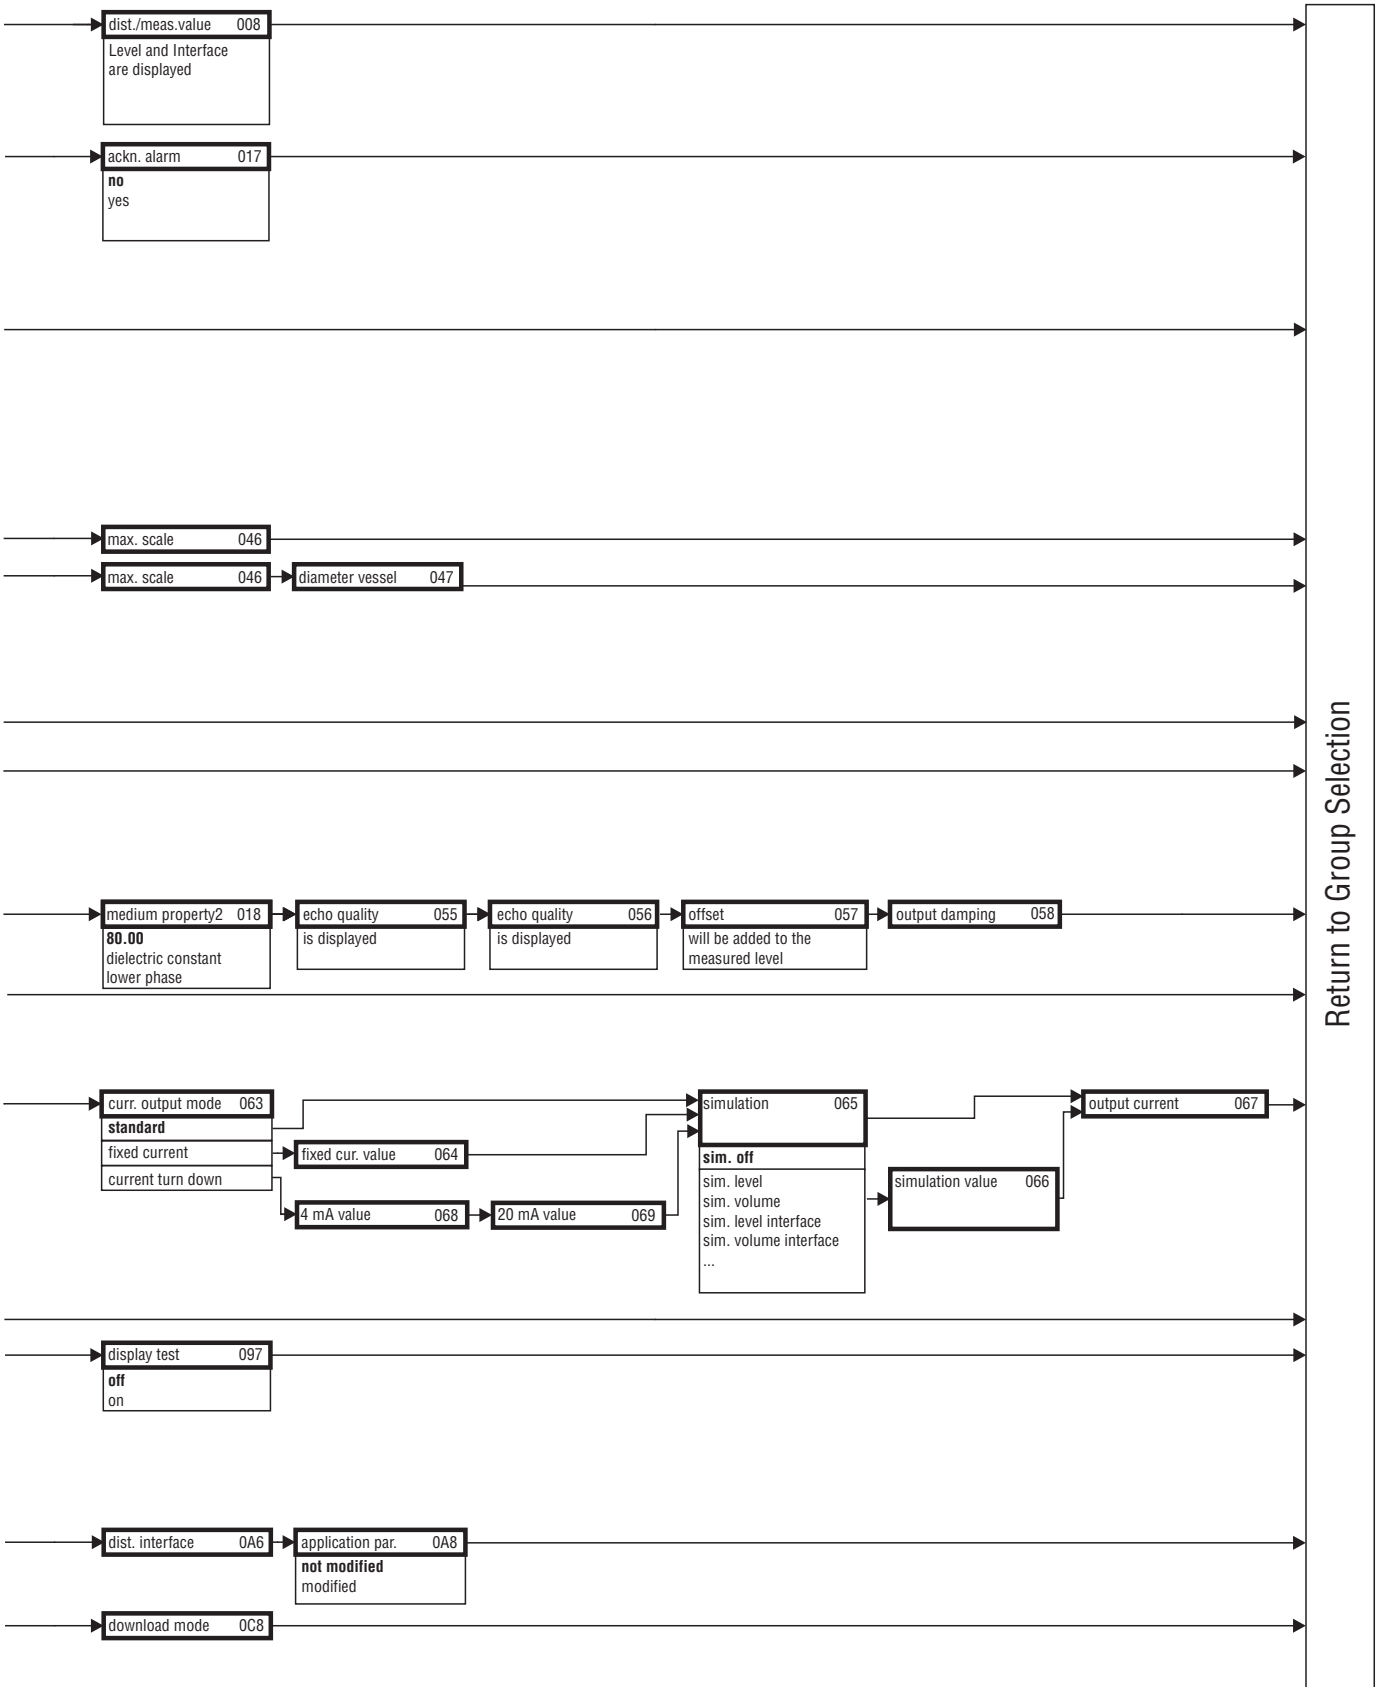 dist./meas.value 008
Level and Interface
are displayed
ackn. alarm 017
no
yes
max. scale 046
max. scale 046
diameter vessel 047
medium property2 018
80.00
dielectric constant
lower phase
echo quality 055
is displayed
echo quality 056
is displayed
offset 057
will be added to the
measured level
output damping 058
curr. output mode 063
standard
fixed current
current turn down
fixed cur. value 064
4 mA value 068
20 mA value 069
simulation 065
sim. off
sim. level
sim. volume
sim. level interface
sim. volume interface
...
simulation value 066
output current 067
display test 097
off
on
dist. interface 0A6
application par. 0A8
not modified
modified
download mode 0C8
Return to Group Selection